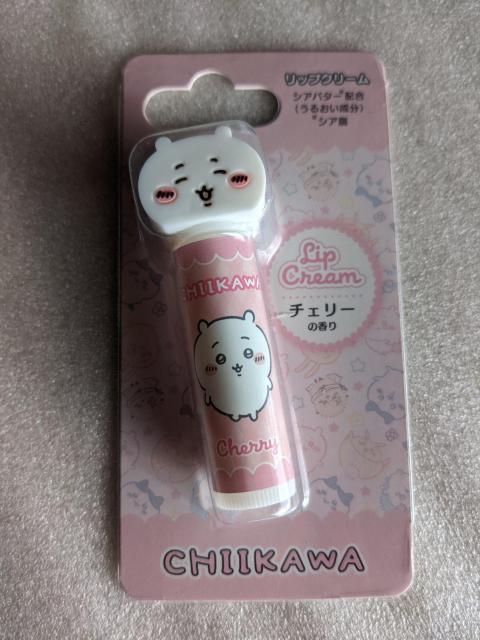 リップクリーム
シアバター*配合
(うるおい成分)
*シア脂
Lip
Cream
チェリー
の香り
CHIIKAWA
Cherry
CHIIKAWA